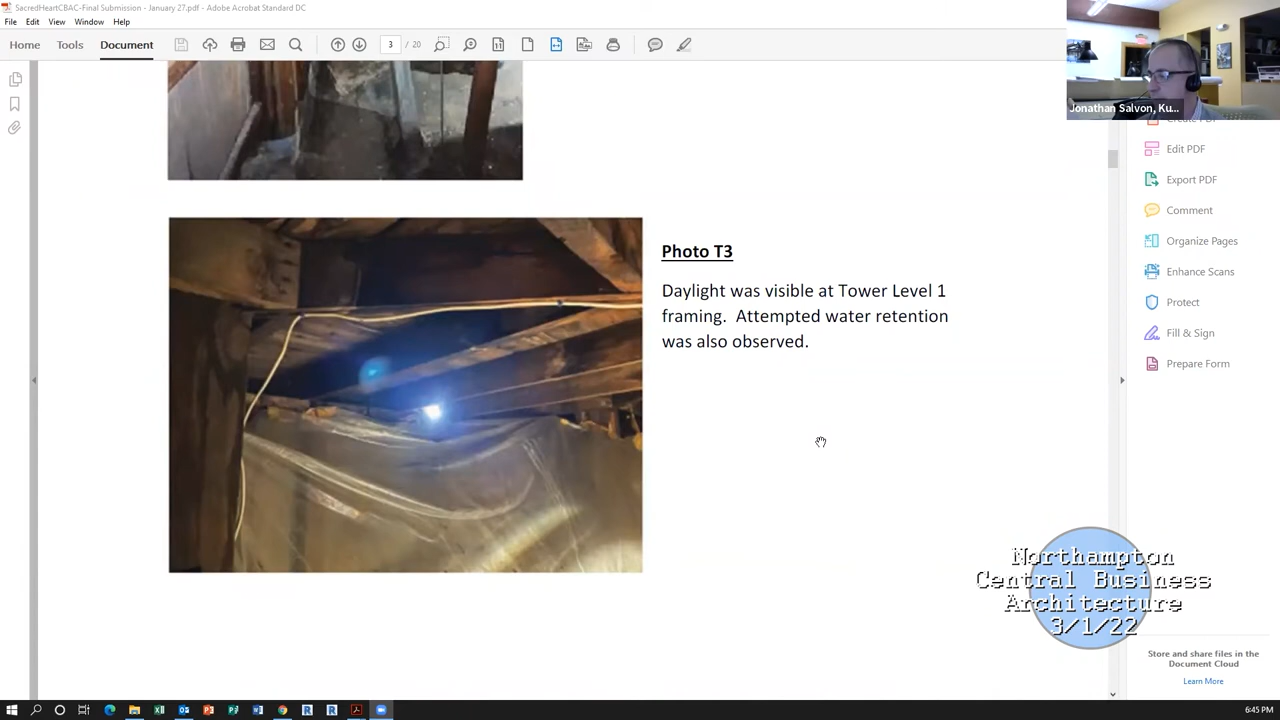 SacredHeartCBAC-Final Submission - January 27.pdf - Adobe Acrobat Standard DC
File Edit View Window Help
Home Tools Document
3 / 20
Jonathan Salvon, Ku...
Create PDF
Edit PDF
Export PDF
Comment
Organize Pages
Enhance Scans
Protect
Fill & Sign
Prepare Form
Photo T3
Daylight was visible at Tower Level 1
framing. Attempted water retention
was also observed.
Northampton
Central Business
Architecture
3/1/22
Store and share files in the
Document Cloud
Learn More
6:45 PM